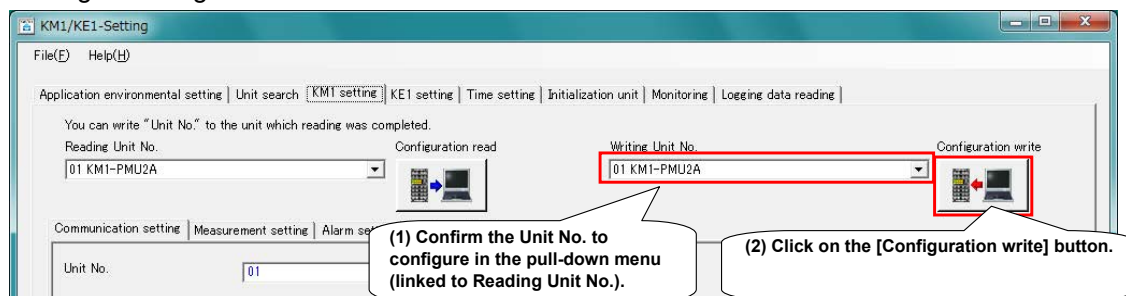 KM1/KE1-Setting
File(F) Help(H)
Application environmental setting Unit search KM1 setting KE1 setting Time setting Initialization unit Monitoring Logging data reading
You can write "Unit No." to the unit which reading was completed.
Reading Unit No. Configuration read Writing Unit No. Configuration write
01 KM1-PMU2A 01 KM1-PMU2A
Communication setting Measurement setting Alarm
(1) Confirm the Unit No. to
configure in the pull-down menu
(linked to Reading Unit No.).
(2) Click on the [Configuration write] button.
Unit No. 01